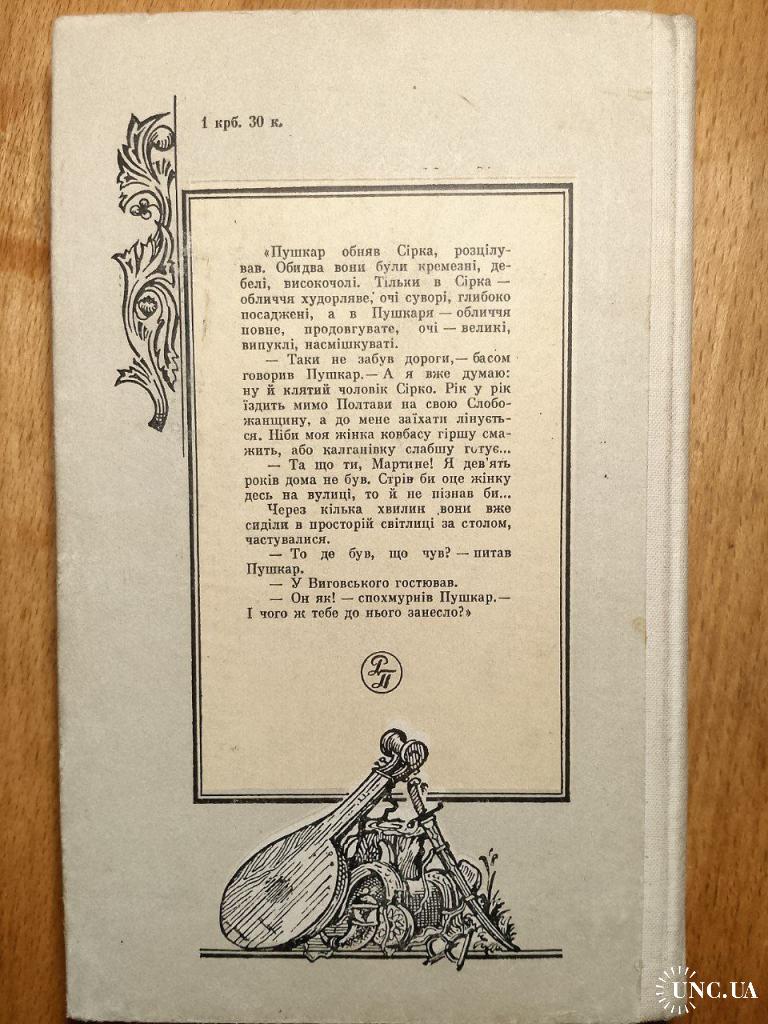 1 крб. 30 к.
«Пушкар обняв Сірка, розцілу-
вав. Обидва вони були кремезні, де-
белі, високочолі. Тільки в Сірка —
обличчя худорляве, очі суворі, глибоко
посаджені, а в Пушкаря — обличчя
повне, продовгувате, очі — великі,
випуклі, насмішкуваті.
— Таки не забув дороги,— басом
говорив Пушкар.— А я вже думаю:
ну й клятий чоловік Сірко. Рік у рік
їздить мимо Полтави на свою Слобо-
жанщину, а до мене заїхати лінуєть-
ся. Ніби моя жінка ковбасу гіршу сма-
жить, або калганівку слабшу готує...
— Та що ти, Мартине! Я дев'ять
років дома не був. Стрів би оце жінку
десь на вулиці, то й не пізнав би...
Через кілька хвилин вони вже
сиділи в просторій світлиці за столом,
частувалися.
— То де був, що чув? — питав
Пушкар.
— У Виговського гостював.
— Он як! — спохмурнів Пушкар.—
І чого ж тебе до нього занесло?»
РП
UNC.UA